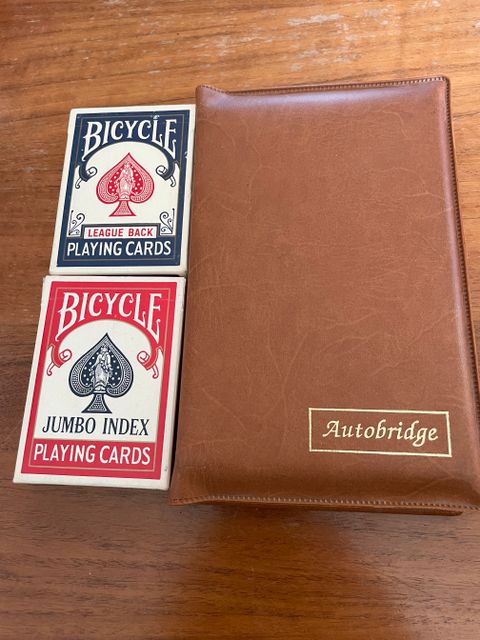 BICYCLE
LEAGUE BACK
PLAYING CARDS
BICYCLE
JUMBO INDEX
PLAYING CARDS
Autobridge